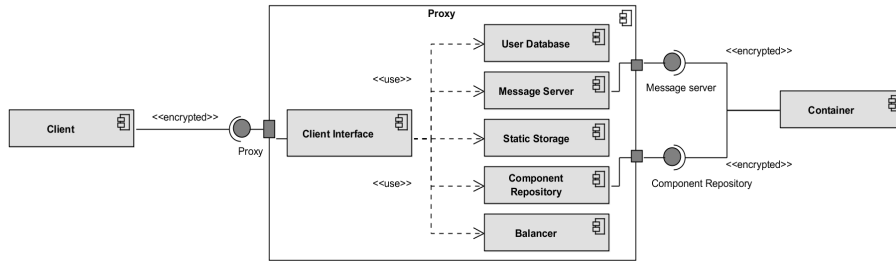 Proxy
User Database
<<encrypted>>
<<use>>
Message Server
Message server
<<encrypted>>
Client
Client Interface
Container
Static Storage
Proxy
<<encrypted>>
<<use>>
Component
Repository
Component Repository
Balancer